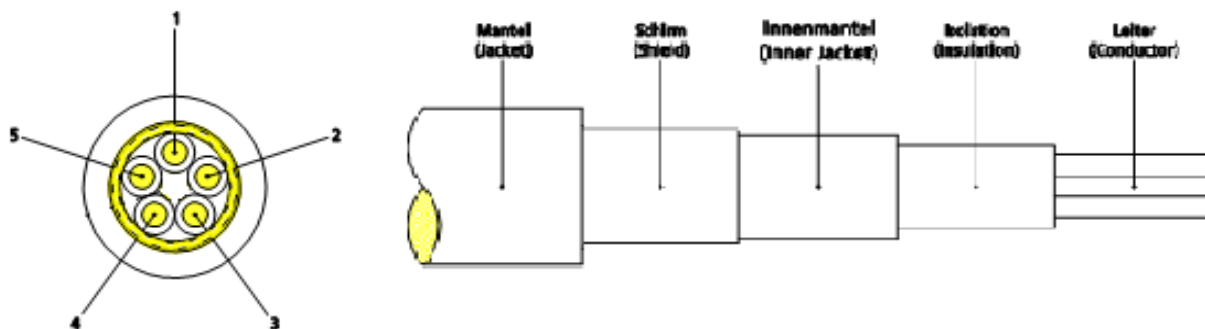 1
5
2
4
3
Mantel
(Jacket)
Schirm
(Shield)
Innenmantel
(Inner Jacket)
Isolation
(Insulation)
Leiter
(Conductor)